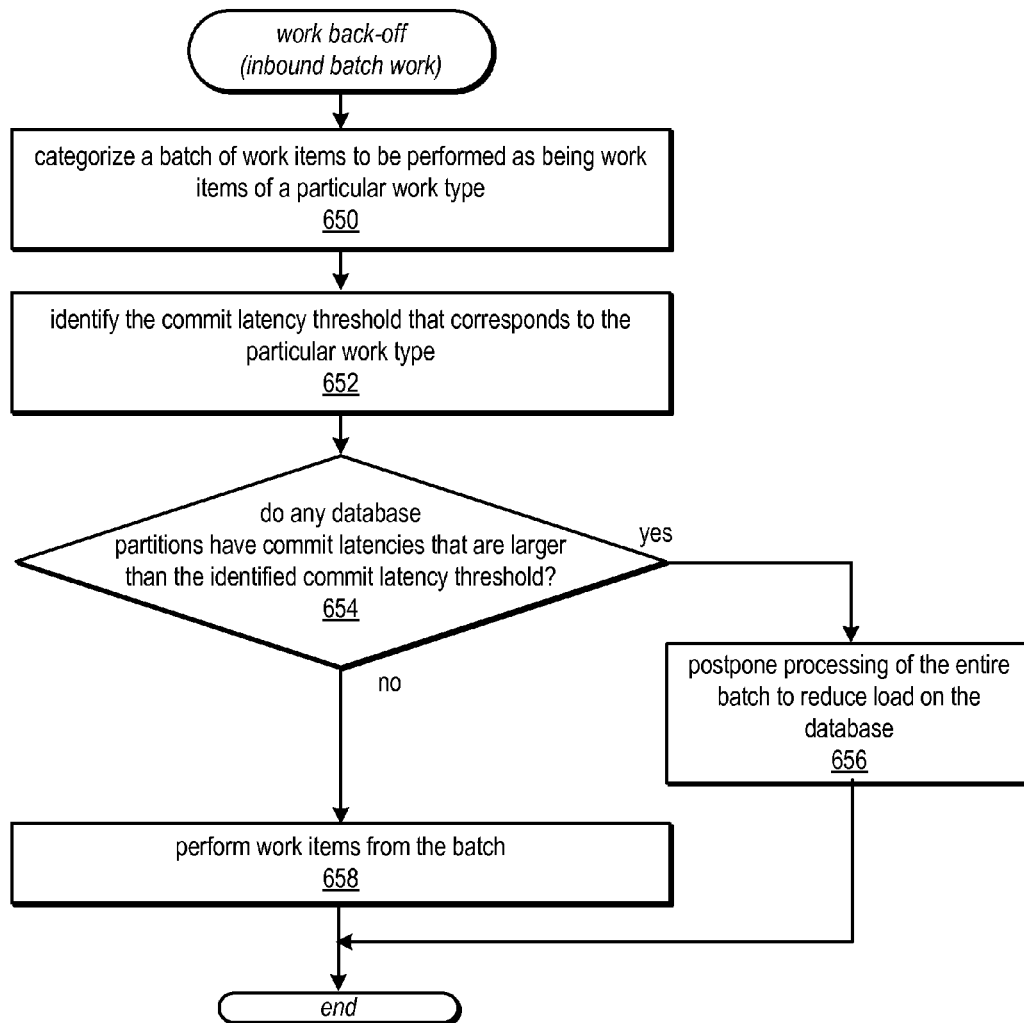 work back-off
(inbound batch work)
categorize a batch of work items to be performed as being work
items of a particular work type
650
identify the commit latency threshold that corresponds to the
particular work type
652
do any database
partitions have commit latencies that are larger
than the identified commit latency threshold?
654
yes
no
postpone processing of the entire
batch to reduce load on the
database
656
perform work items from the batch
658
end